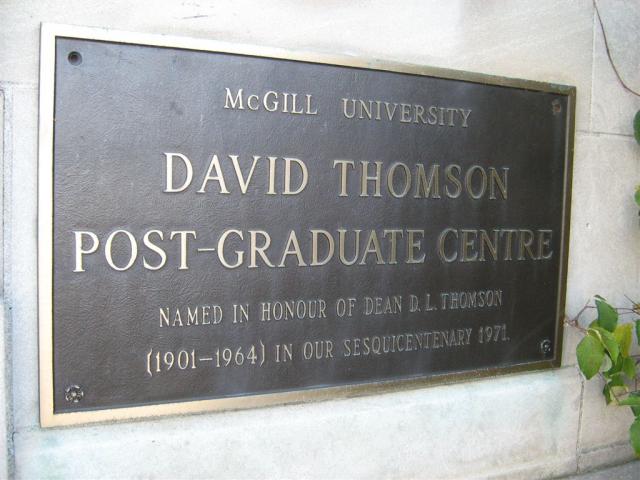 McGILL UNIVERSITY
DAVID THOMSON
POST-GRADUATE CENTRE
NAMED IN HONOUR OF DEAN D. L. THOMSON
(1901-1964) IN OUR SESQUICENTENARY 1971.